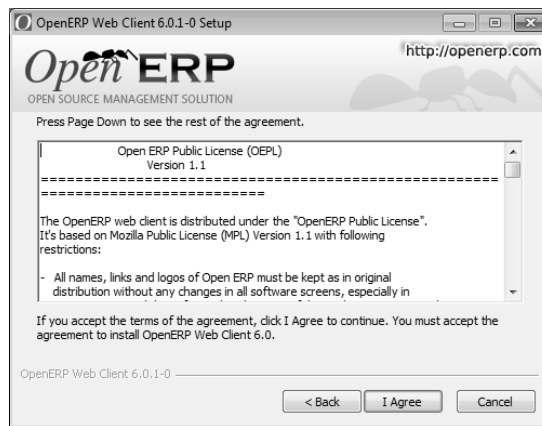 OpenERP Web Client 6.0.1-0 Setup
http://openerp.com
Open ERP
OPEN SOURCE MANAGEMENT SOLUTION
Press Page Down to see the rest of the agreement.
Open ERP Public License (OEPL)
Version 1.1
=====================================================
==========================
The OpenERP web client is distributed under the "OpenERP Public License".
It's based on Mozilla Public License (MPL) Version 1.1 with following
restrictions:
- All names, links and logos of Open ERP must be kept as in original
distribution without any changes in all software screens, especially in
If you accept the terms of the agreement, click I Agree to continue. You must accept the
agreement to install OpenERP Web Client 6.0.
OpenERP Web Client 6.0.1-0
< Back I Agree Cancel